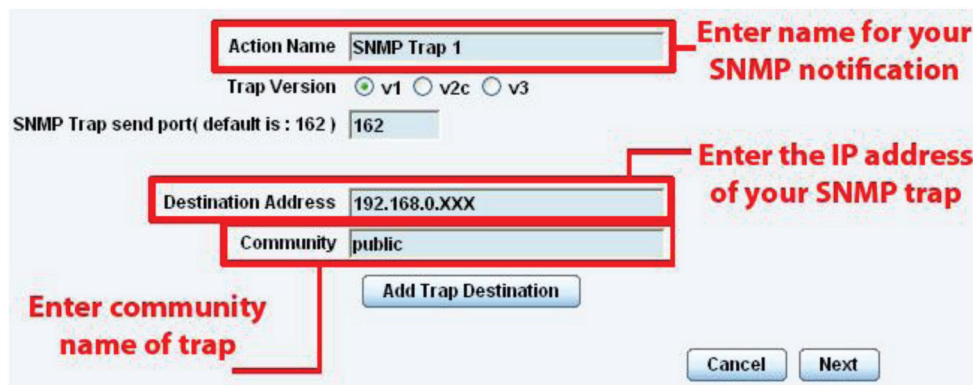 Action Name SNMP Trap 1
Enter name for your
SNMP notification
Trap Version v1 v2c v3
SNMP Trap send port( default is : 162 ) 162
Enter the IP address
of your SNMP trap
Destination Address 192.168.0.XXX
Community public
Add Trap Destination
Enter community
name of trap
Cancel Next